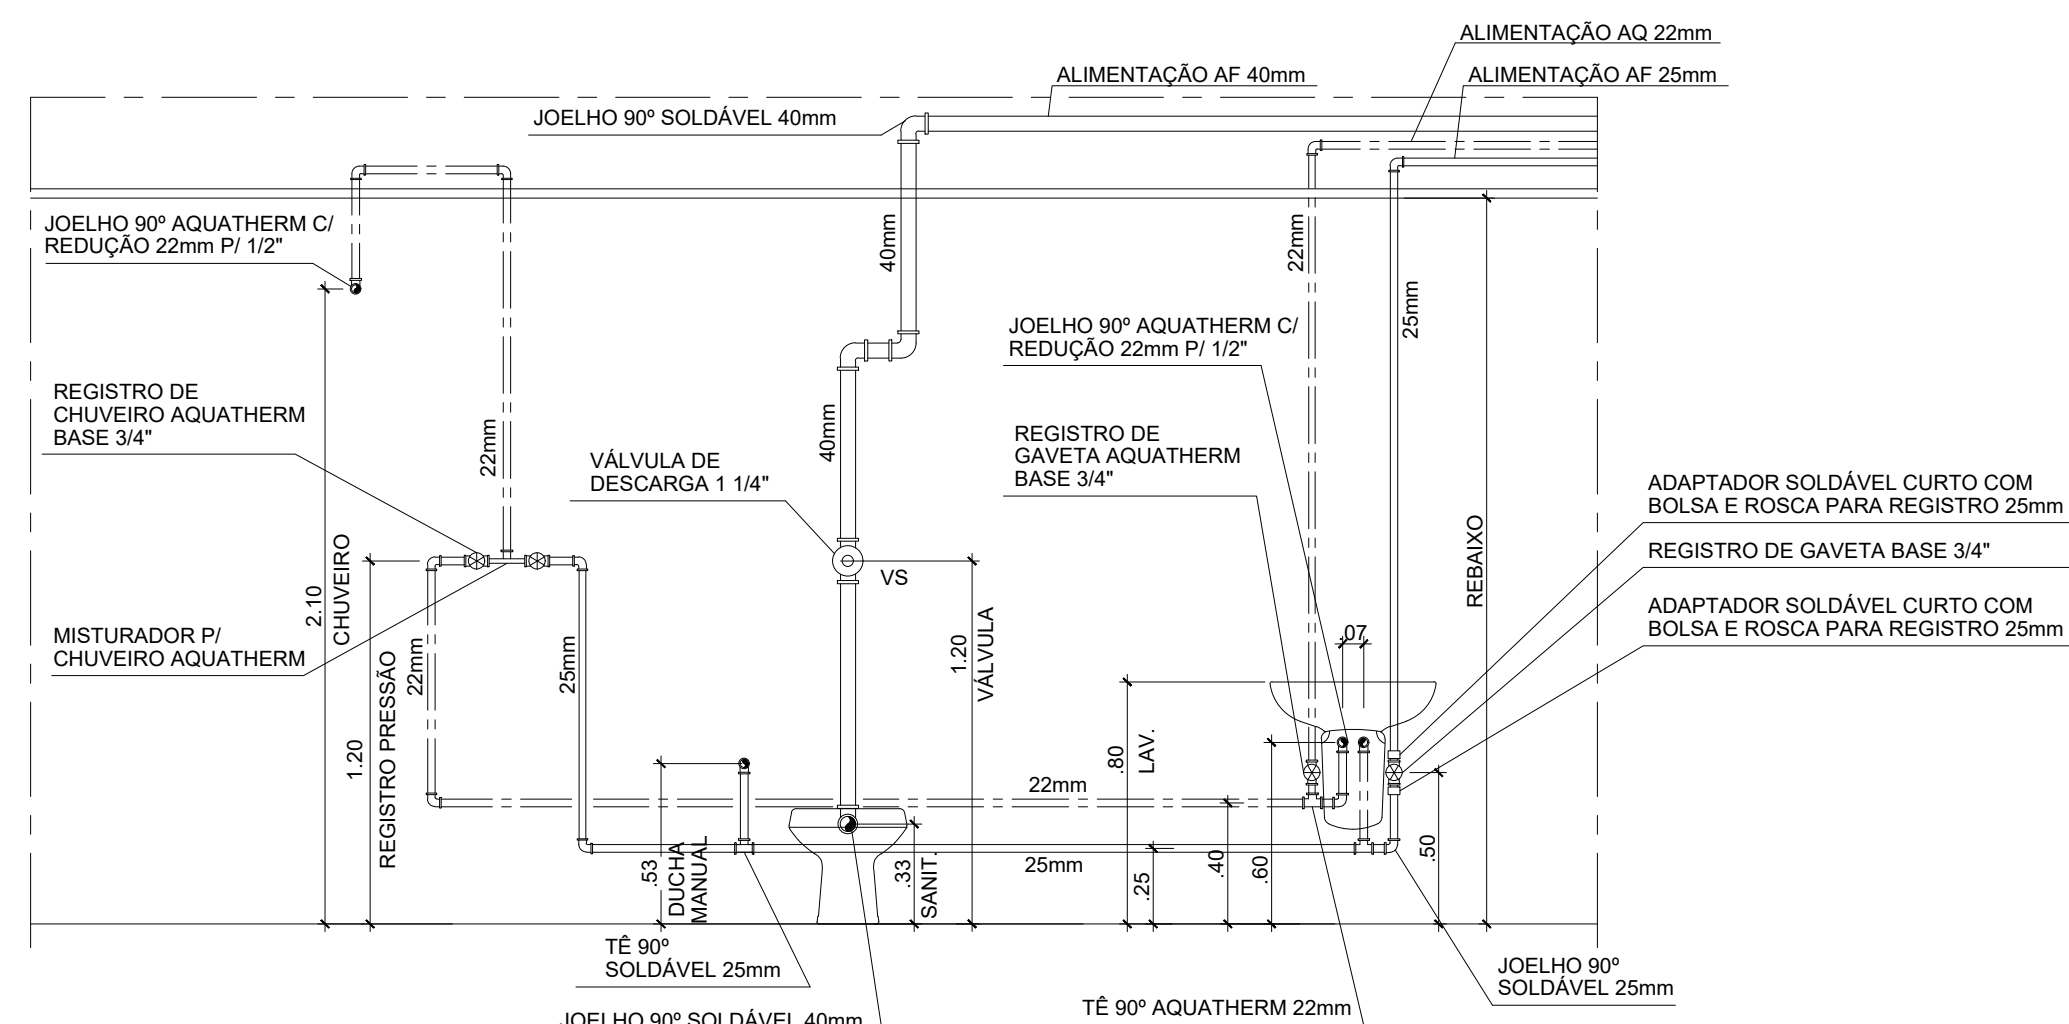 ALIMENTAÇÃO AQ 22mm
ALIMENTAÇÃO AF 40mm
ALIMENTAÇÃO AF 25mm
JOELHO 90º SOLDÁVEL 40mm
JOELHO 90º AQUATHERM C/
REDUÇÃO 22mm P/ 1/2"
40mm
22mm
25mm
JOELHO 90º AQUATHERM C/
REDUÇÃO 22mm P/ 1/2"
REGISTRO DE
CHUVEIRO AQUATHERM
BASE 3/4"
22mm
40mm
VÁLVULA DE
DESCARGA 1 1/4"
REGISTRO DE
GAVETA AQUATHERM
BASE 3/4"
ADAPTADOR SOLDÁVEL CURTO COM
BOLSA E ROSCA PARA REGISTRO 25mm
REGISTRO DE GAVETA BASE 3/4"
ADAPTADOR SOLDÁVEL CURTO COM
BOLSA E ROSCA PARA REGISTRO 25mm
REBAIXO
VS
2.10
CHUVEIRO
MISTURADOR P/
CHUVEIRO AQUATHERM
1.20
REGISTRO PRESSÃO
22mm
25mm
1.20
VÁLVULA
.07
.80
LAV.
22mm
.53
DUCHA
MANUAL
.33
SANIT.
25mm
.25
.40
.60
.50
TÊ 90º
SOLDÁVEL 25mm
JOELHO 90º
SOLDÁVEL 25mm
TÊ 90º AQUATHERM 22mm
JOELHO 90º SOLDÁVEL 40mm